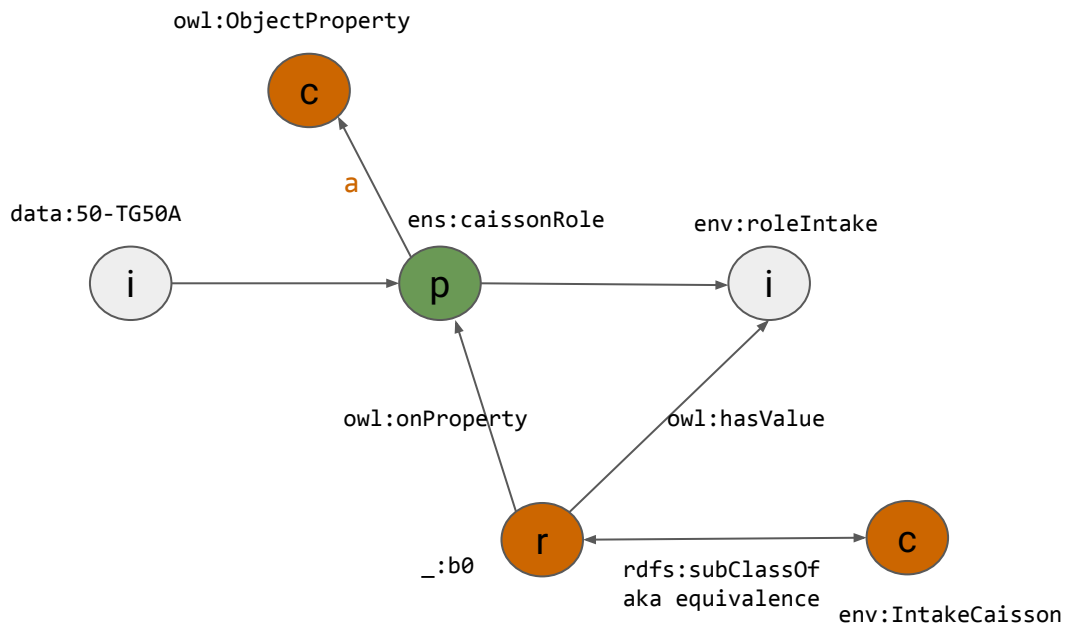 owl:ObjectProperty
c
a
data:50-TG50A
ens:caissonRole
env:roleIntake
i
p
i
owl:onProperty
owl:hasValue
r
c
_:b0
rdfs:subClassOf
aka equivalence
env:IntakeCaisson